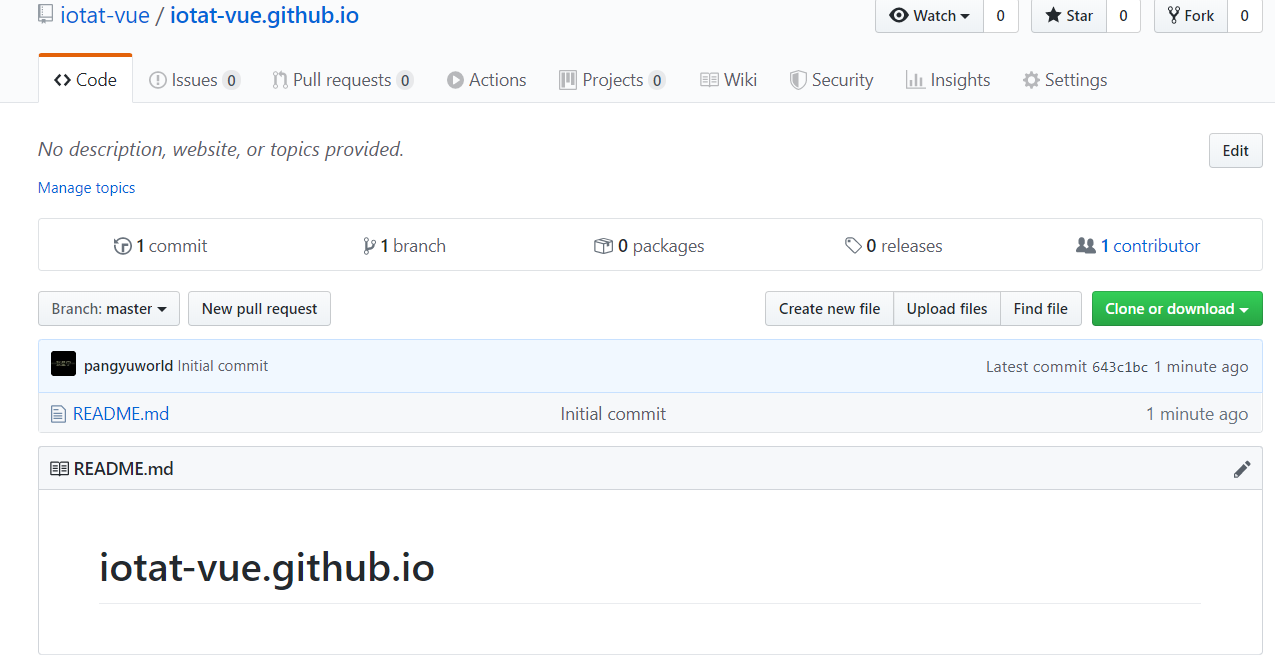 iotat-vue / iotat-vue.github.io Watch 0 Star 0 Fork 0
Code Issues 0 Pull requests 0 Actions Projects 0 Wiki Security Insights Settings
No description, website, or topics provided. Edit
Manage topics
1 commit 1 branch 0 packages 0 releases 1 contributor
Branch: master New pull request Create new file Upload files Find file Clone or download
pangyuworld Initial commit Latest commit 643c1bc 1 minute ago
README.md Initial commit 1 minute ago
README.md
iotat-vue.github.io